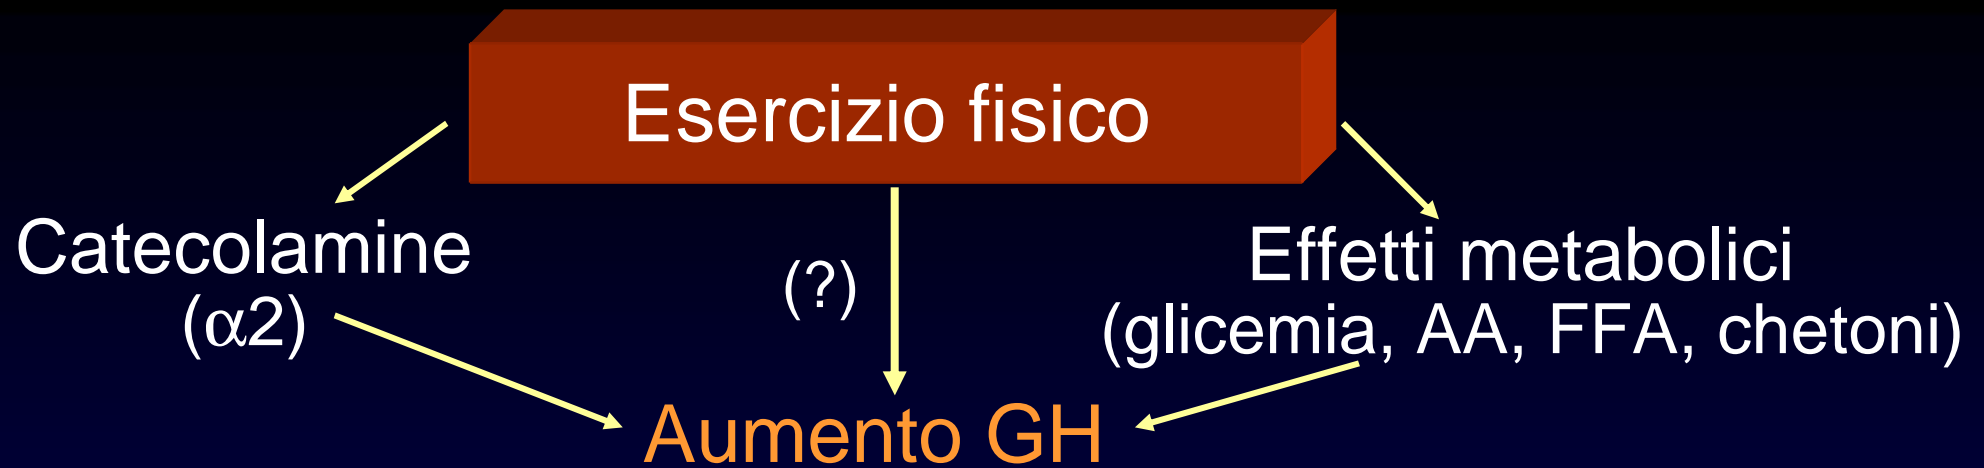 Esercizio fisico
Catecolamine
(α2)
(?)
Effetti metabolici
(glicemia, AA, FFA, chetoni)
Aumento GH